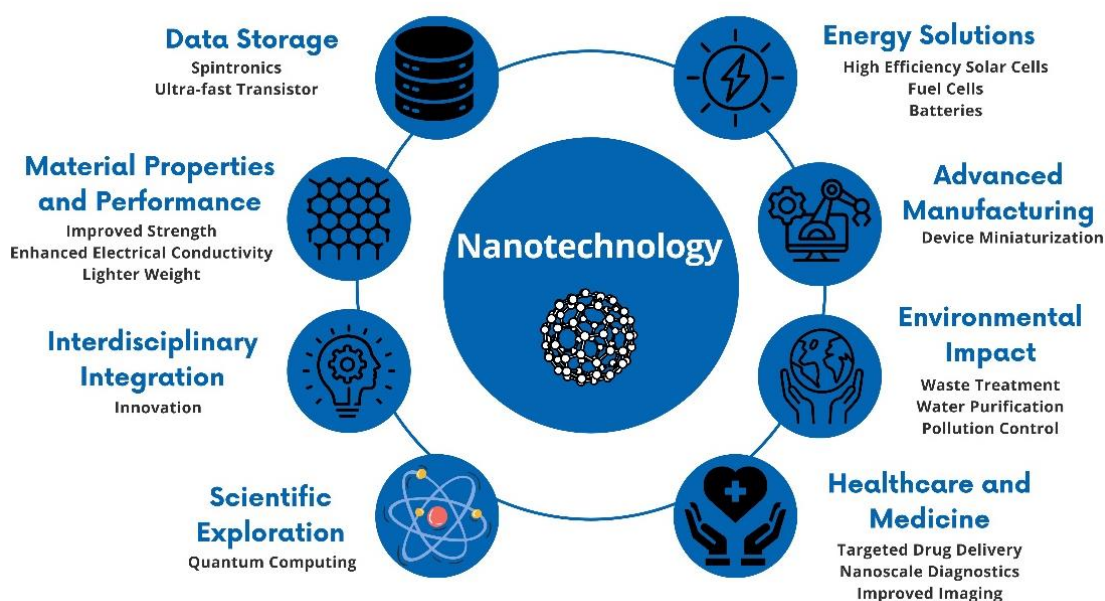 Data Storage
Spintronics
Ultra-fast Transistor
Energy Solutions
High Efficiency Solar Cells
Fuel Cells
Batteries
Material Properties
and Performance
Improved Strength
Enhanced Electrical Conductivity
Lighter Weight
Nanotechnology
Advanced
Manufacturing
Device Miniaturization
Interdisciplinary
Integration
Innovation
Environmental
Impact
Waste Treatment
Water Purification
Pollution Control
Scientific
Exploration
Quantum Computing
Healthcare and
Medicine
Targeted Drug Delivery
Nanoscale Diagnostics
Improved Imaging